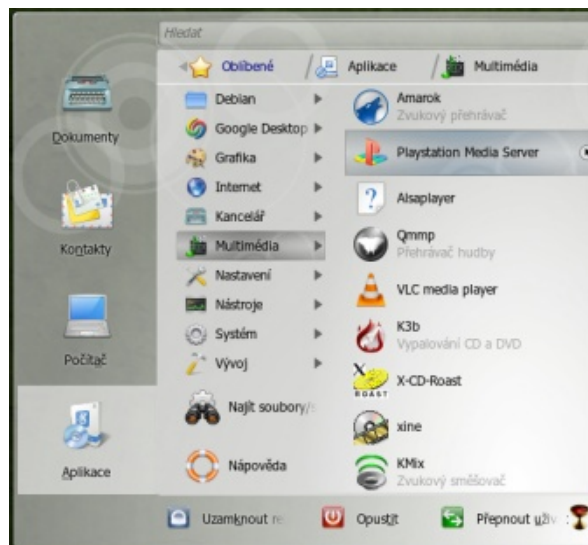 Hledat
Oblíbené / Aplikace / Multimédia
Dokumenty
Kontakty
Počítač
Aplikace
Debian
Google Desktop
Grafika
Internet
Kancelář
Multimédia
Nastavení
Nástroje
Systém
Vývoj
Najít soubory/
Nápověda
Amarok
Zvukový přehrávač
Playstation Media Server
Alsaplayer
Qmmp
Přehrávač hudby
VLC media player
K3b
Vypalování CD a DVD
X-CD-Roast
xine
KMix
Zvukový směšovač
Uzamknout re
Opustit
Přepnout uživ